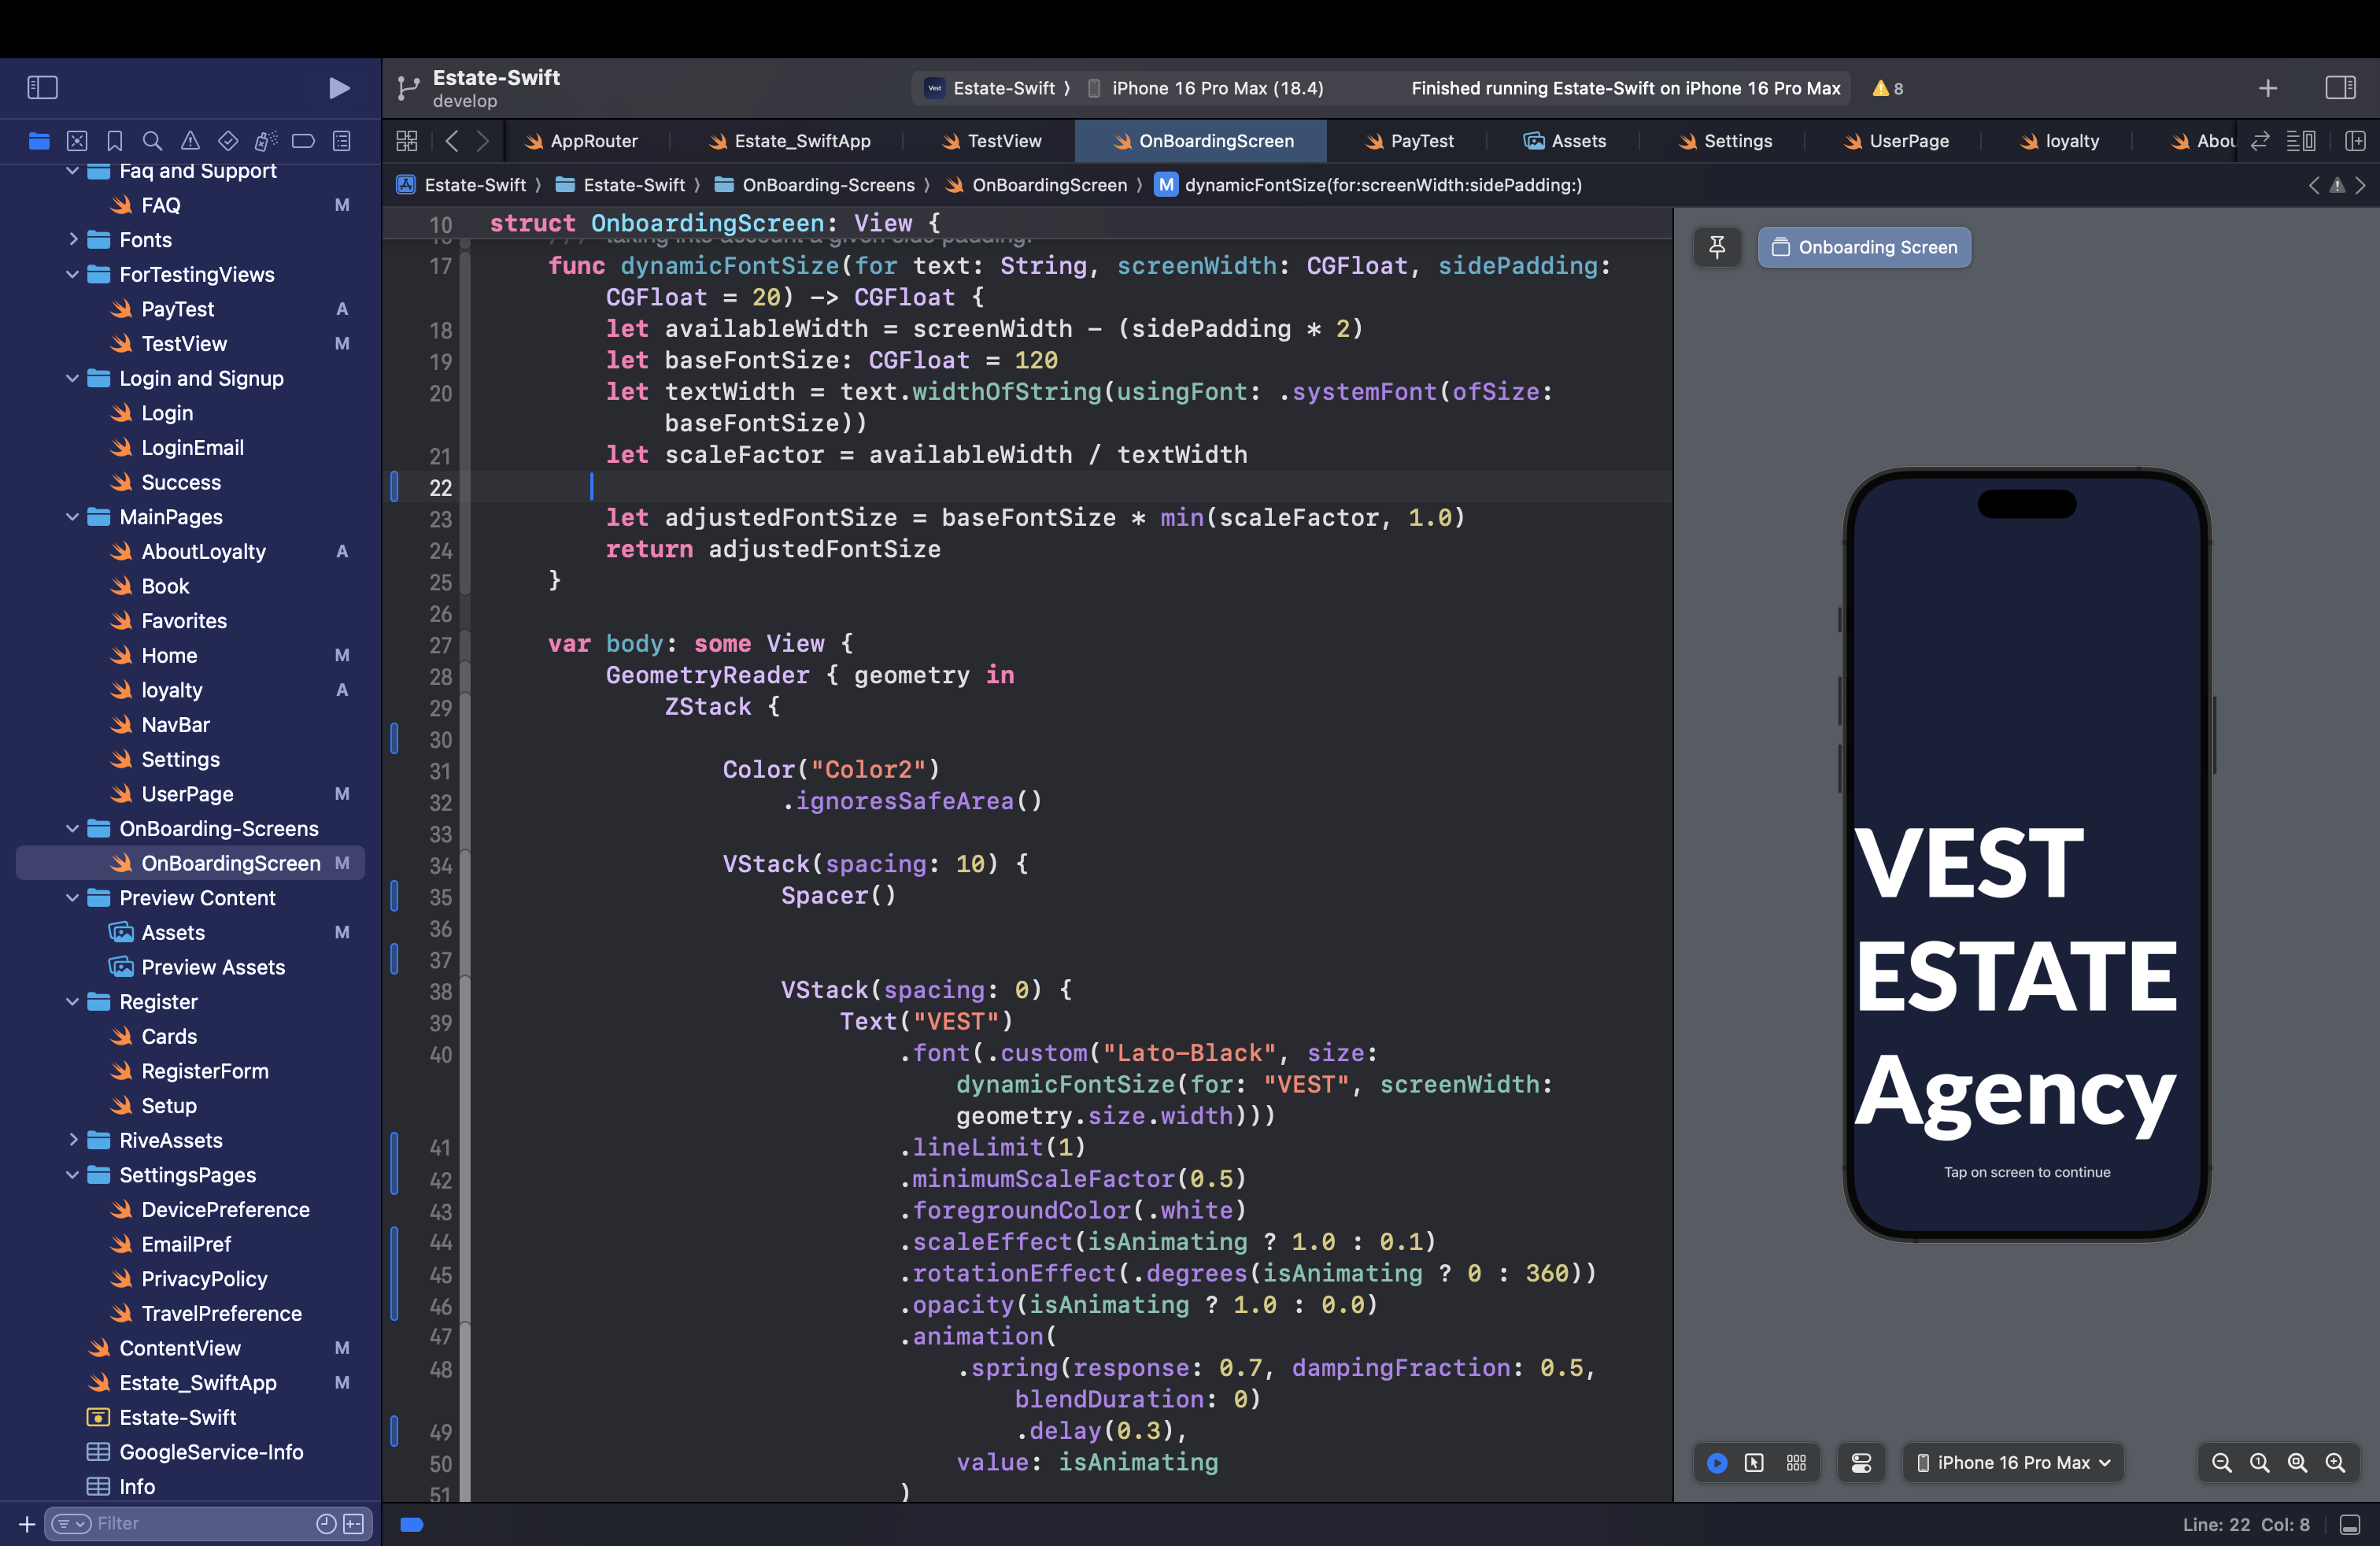 Estate-Swift
develop
Vest Estate-Swift ⟩ iPhone 16 Pro Max (18.4) Finished running Estate-Swift on iPhone 16 Pro Max 8
AppRouter Estate_SwiftApp TestView OnBoardingScreen PayTest Assets Settings UserPage loyalty Abou
Estate-Swift ⟩ Estate-Swift ⟩ OnBoarding-Screens ⟩ OnBoardingScreen ⟩ M dynamicFontSize(for:screenWidth:sidePadding:)
Faq and Support
FAQ M
Fonts
ForTestingViews
PayTest A
TestView M
Login and Signup
Login
LoginEmail
Success
MainPages
AboutLoyalty A
Book
Favorites
Home M
loyalty A
NavBar
Settings
UserPage M
OnBoarding-Screens
OnBoardingScreen M
Preview Content
Assets M
Preview Assets
Register
Cards
RegisterForm
Setup
RiveAssets
SettingsPages
DevicePreference
EmailPref
PrivacyPolicy
TravelPreference
ContentView M
Estate_SwiftApp M
Estate-Swift
GoogleService-Info
Info
Filter
10 struct OnboardingScreen: View {
17 func dynamicFontSize(for text: String, screenWidth: CGFloat, sidePadding:
CGFloat = 20) -> CGFloat {
18 let availableWidth = screenWidth - (sidePadding * 2)
19 let baseFontSize: CGFloat = 120
20 let textWidth = text.widthOfString(usingFont: .systemFont(ofSize:
baseFontSize))
21 let scaleFactor = availableWidth / textWidth
22
23 let adjustedFontSize = baseFontSize * min(scaleFactor, 1.0)
24 return adjustedFontSize
25 }
26
27 var body: some View {
28 GeometryReader { geometry in
29 ZStack {
30
31 Color("Color2")
32 .ignoresSafeArea()
33
34 VStack(spacing: 10) {
35 Spacer()
36
37
38 VStack(spacing: 0) {
39 Text("VEST")
40 .font(.custom("Lato-Black", size:
dynamicFontSize(for: "VEST", screenWidth:
geometry.size.width)))
41 .lineLimit(1)
42 .minimumScaleFactor(0.5)
43 .foregroundColor(.white)
44 .scaleEffect(isAnimating ? 1.0 : 0.1)
45 .rotationEffect(.degrees(isAnimating ? 0 : 360))
46 .opacity(isAnimating ? 1.0 : 0.0)
47 .animation(
48 .spring(response: 0.7, dampingFraction: 0.5,
blendDuration: 0)
49 .delay(0.3),
50 value: isAnimating
51 )
Onboarding Screen
VEST
ESTATE
Agency
Tap on screen to continue
iPhone 16 Pro Max
Line: 22 Col: 8